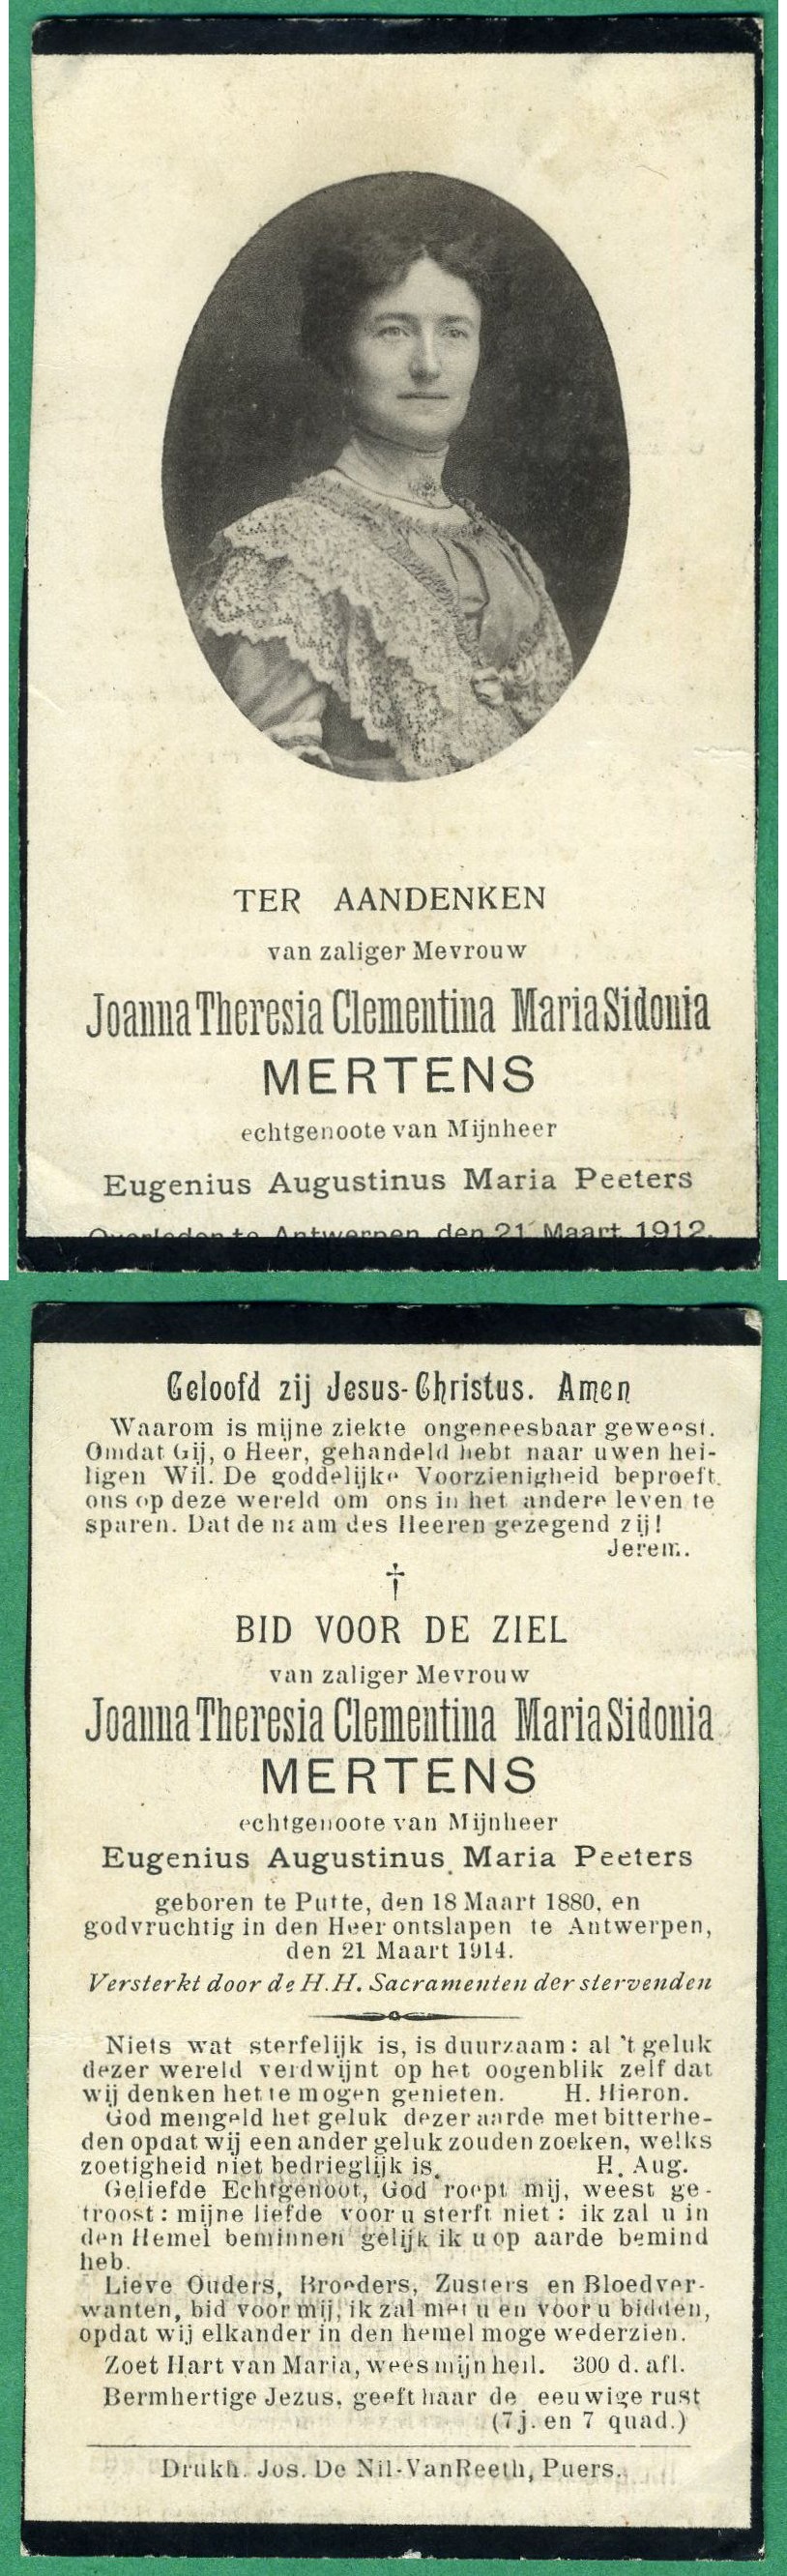 TER AANDENKEN
van zaliger Mevrouw
Joanna Theresia Clementina Maria Sidonia
MERTENS
echtgenoote van Mijnheer
Eugenius Augustinus Maria Peeters
Overleden te Antwerpen, den 21 Maart 1912.
Geloofd zij Jesus-Christus. Amen
Waarom is mijne ziekte ongeneesbaar geweest.
Omdat Gij, o Heer, gehandeld hebt naar uwen hei-
ligen Wil. De goddelijke Voorzienigheid beproeft
ons op deze wereld om ons in het andere leven te
sparen. Dat de naam des Heeren gezegend zij!
Jerem.
†
BID VOOR DE ZIEL
van zaliger Mevrouw
Joanna Theresia Clementina Maria Sidonia
MERTENS
echtgenoote van Mijnheer
Eugenius Augustinus Maria Peeters
geboren te Putte, den 18 Maart 1880, en
godvruchtig in den Heer ontslapen te Antwerpen,
den 21 Maart 1914.
Versterkt door de H.H. Sacramenten der stervenden
Niets wat sterfelijk is, is duurzaam : al 't geluk
dezer wereld verdwijnt op het oogenblik zelf dat
wij denken het te mogen genieten. H. Hieron.
God mengeld het geluk dezer aarde met bitterhe-
den opdat wij een ander geluk zouden zoeken, welks
zoetigheid niet bedrieglijk is. H. Aug.
Geliefde Echtgenoot, God roept mij, weest ge-
troost : mijne liefde voor u sterft niet : ik zal u in
den Hemel beminnen gelijk ik u op aarde bemind
heb.
Lieve Ouders, Broeders, Zusters en Bloedver-
wanten, bid voor mij, ik zal met u en voor u bidden,
opdat wij elkander in den hemel moge wederzien.
Zoet Hart van Maria, wees mijn heil. 300 d. afl.
Bermhertige Jezus, geeft haar de eeuwige rust
(7 j. en 7 quad.)
Drukk. Jos. De Nil-VanReeth, Puers.